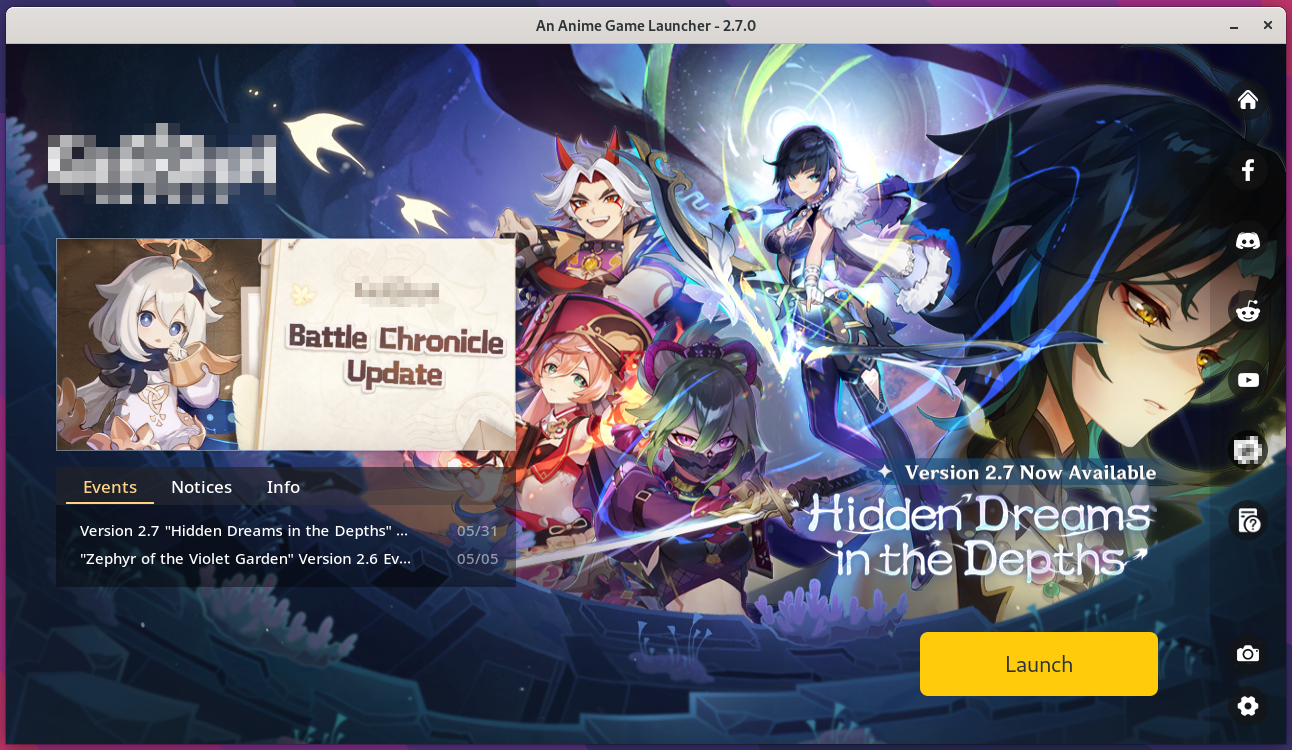 An Anime Game Launcher - 2.7.0
Battle Chronicle
Update
Events Notices Info
Version 2.7 "Hidden Dreams in the Depths" ... 05/31
"Zephyr of the Violet Garden" Version 2.6 Ev... 05/05
Version 2.7 Now Available
Hidden Dreams
in the Depths
Launch